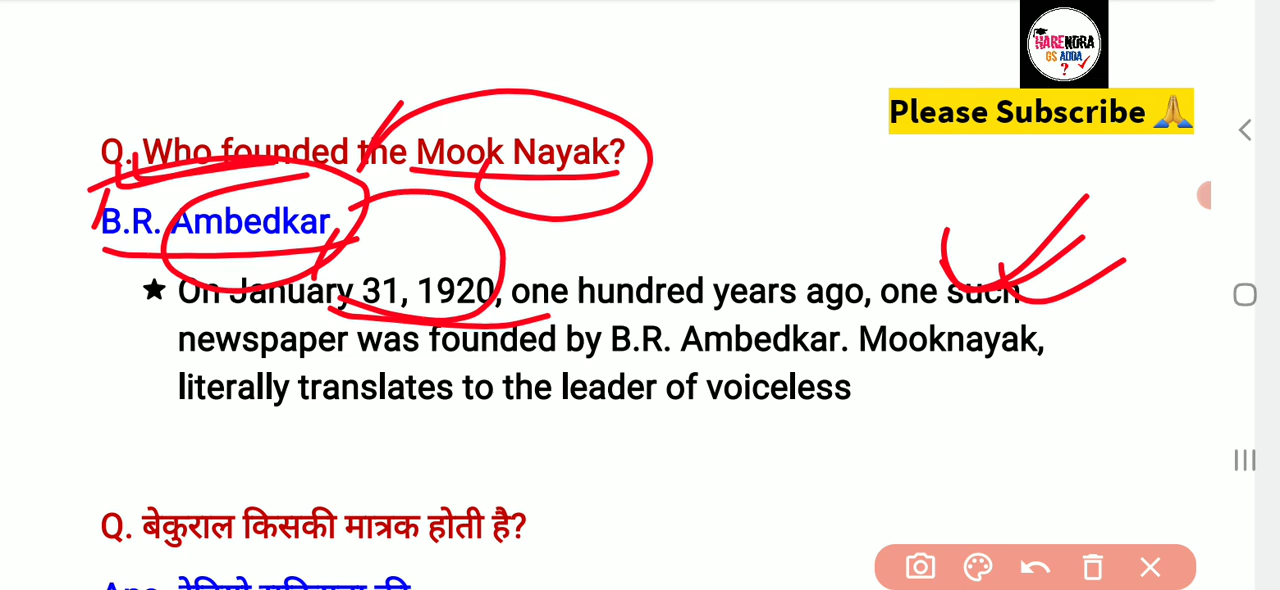 HARENDRA
GS ADDA
?
Please Subscribe 🙏
Q. Who founded the Mook Nayak?
B.R. Ambedkar
★ On January 31, 1920, one hundred years ago, one such
newspaper was founded by B.R. Ambedkar. Mooknayak,
literally translates to the leader of voiceless
Q. बेकुराल किसकी मात्रक होती है?